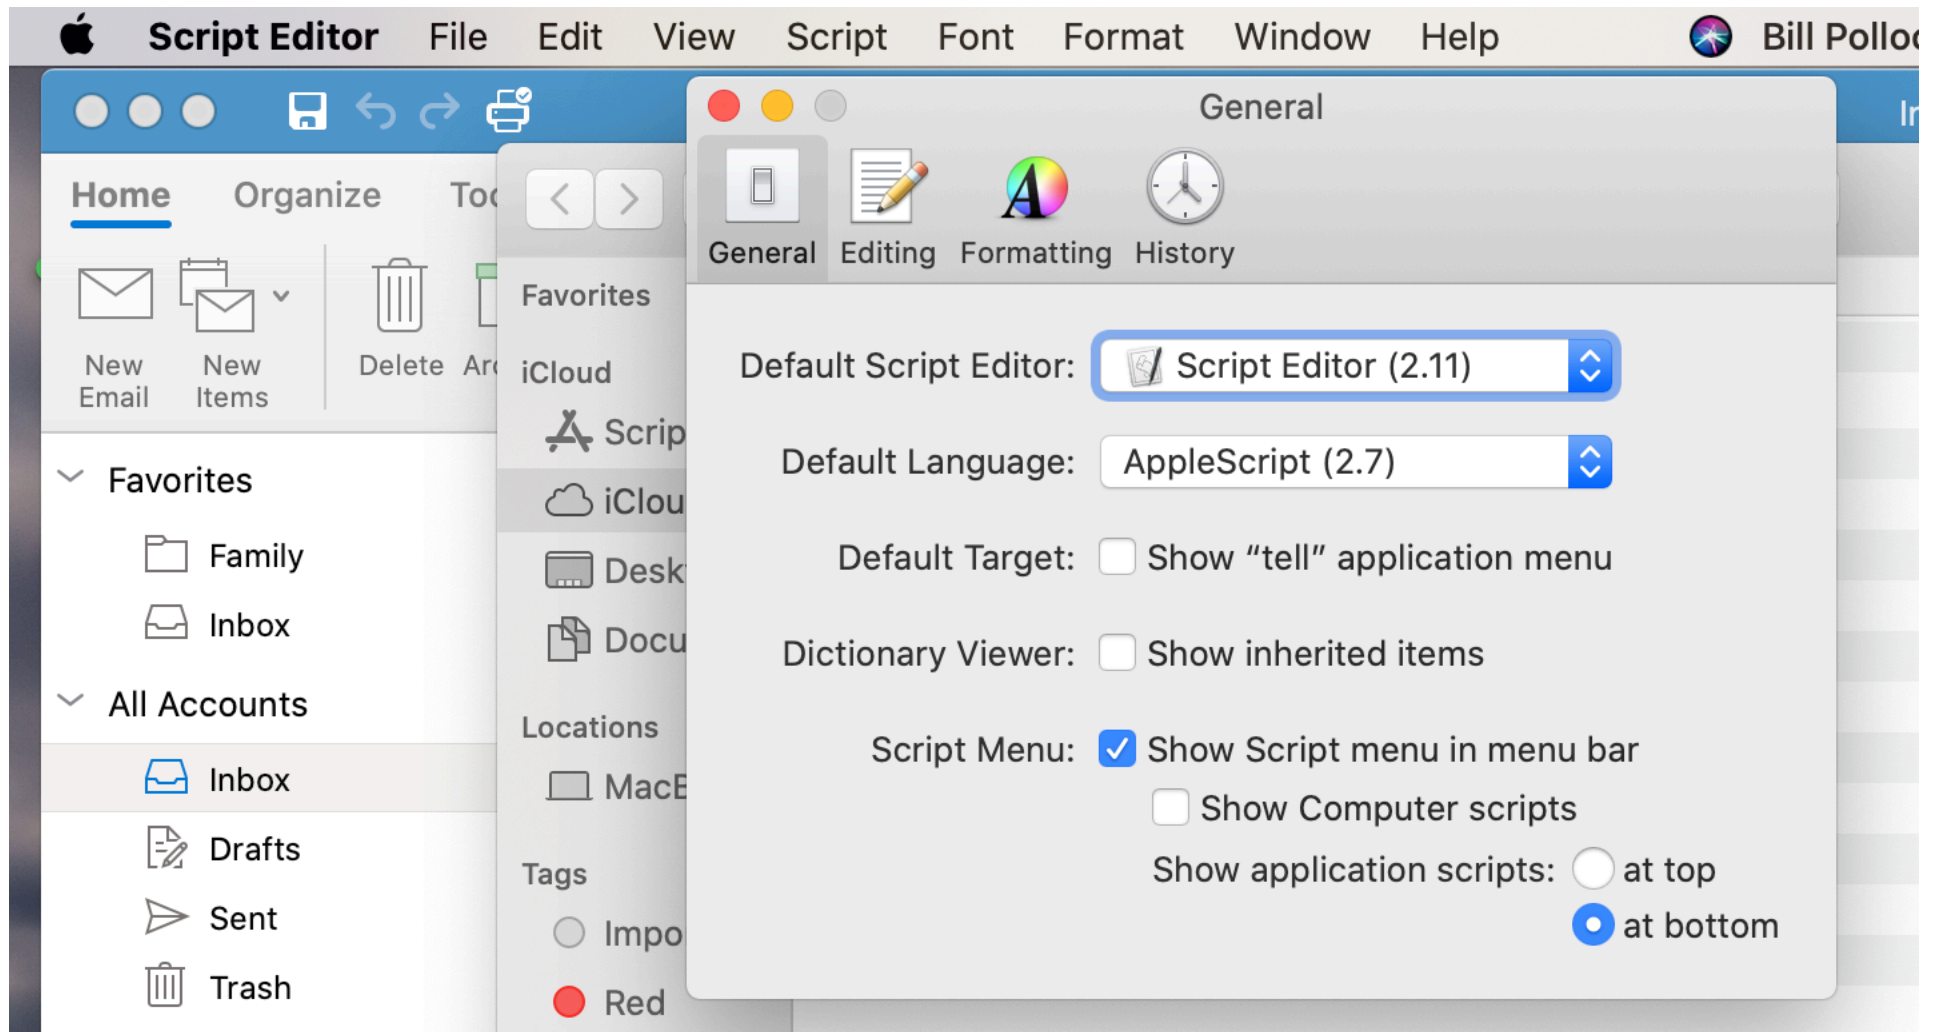 Script Editor File Edit View Script Font Format Window Help Bill
General
Home Organize
General Editing Formatting History
New Email
New Items
Delete
Favorites
Family
Inbox
All Accounts
Inbox
Drafts
Sent
Trash
Favorites
iCloud
Locations
Tags
Red
Default Script Editor: Script Editor (2.11)
Default Language: AppleScript (2.7)
Default Target: Show “tell” application menu
Dictionary Viewer: Show inherited items
Script Menu: Show Script menu in menu bar
Show Computer scripts
Show application scripts: at top
at bottom